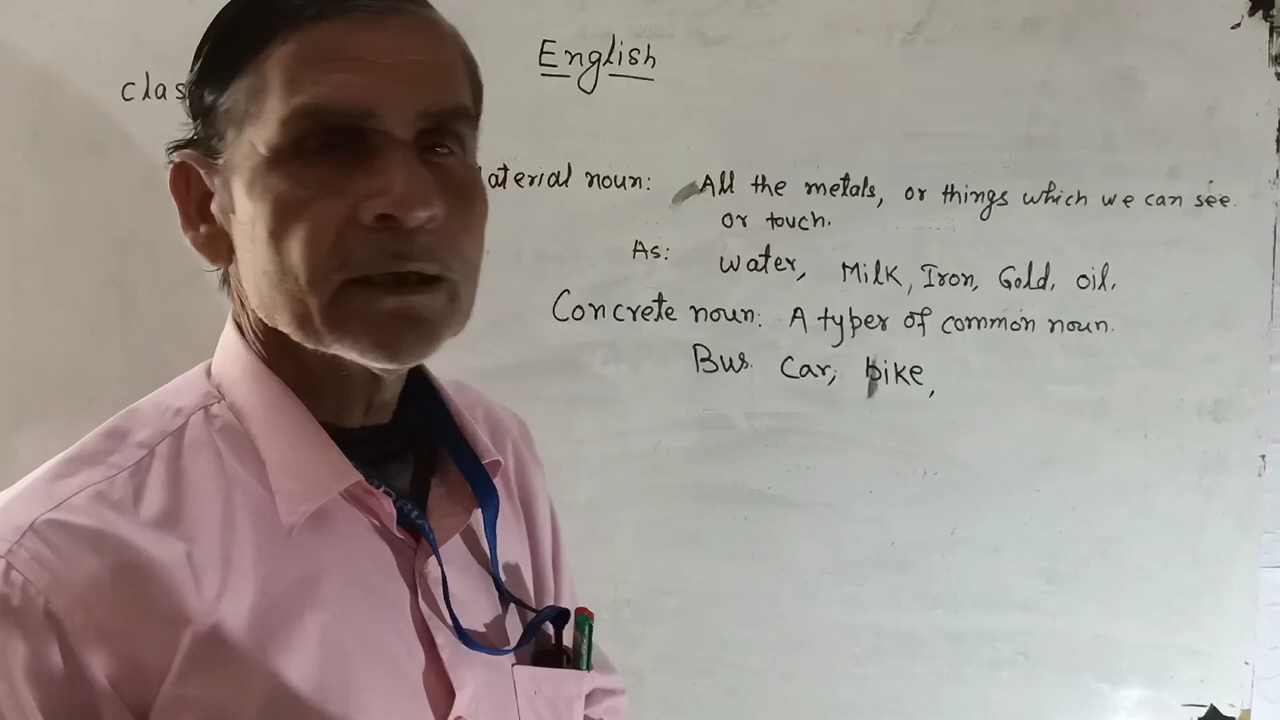 English
clas
aterial noun: All the metals, or things which we can see.
or touch.
As: water, Milk, Iron, Gold, oil.
Concrete noun: A typer of common noun.
Bus. Car, bike,